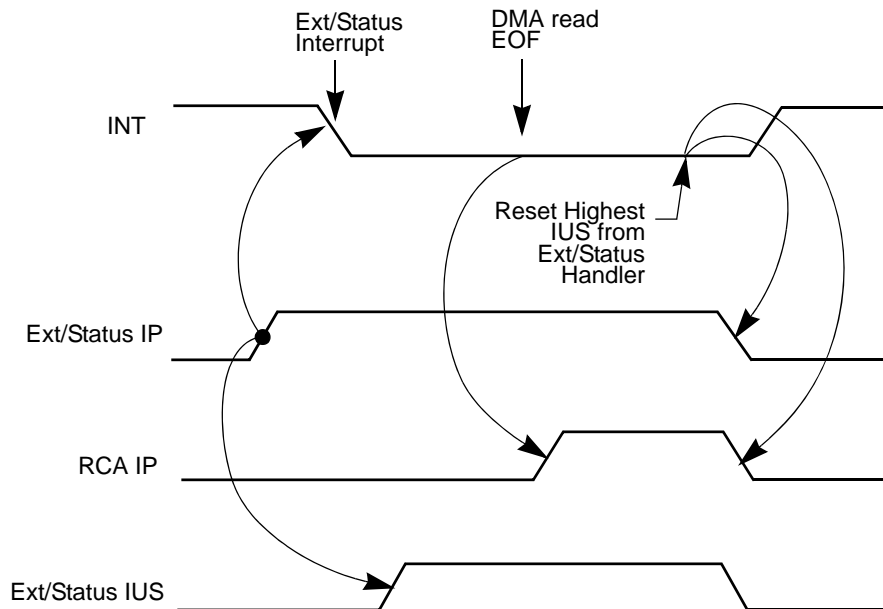 Ext/Status
Interrupt
DMA read
EOF
INT
Reset Highest
IUS from
Ext/Status
Handler
Ext/Status IP
RCA IP
Ext/Status IUS